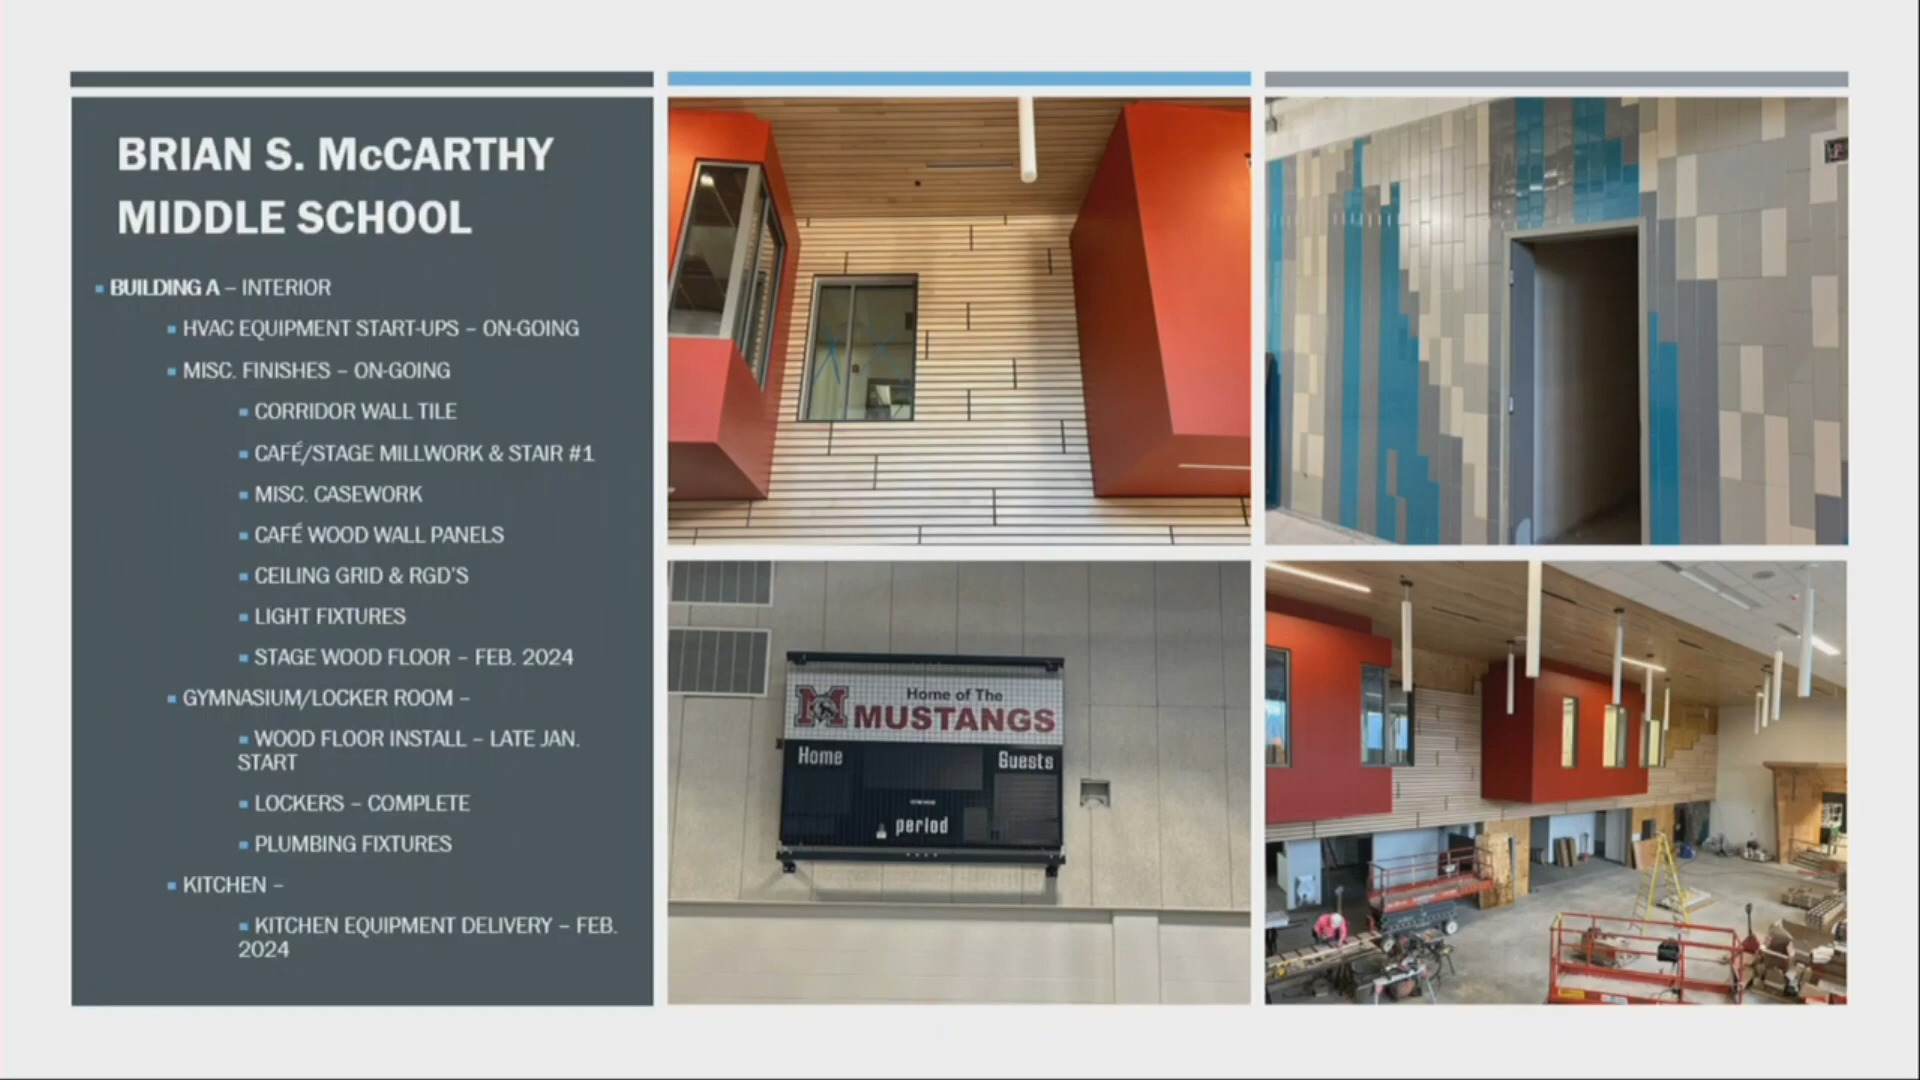 BRIAN S. McCARTHY
MIDDLE SCHOOL
BUILDING A – INTERIOR
HVAC EQUIPMENT START-UPS – ON-GOING
MISC. FINISHES – ON-GOING
CORRIDOR WALL TILE
CAFÉ/STAGE MILLWORK & STAIR #1
MISC. CASEWORK
CAFÉ WOOD WALL PANELS
CEILING GRID & RGD'S
LIGHT FIXTURES
STAGE WOOD FLOOR – FEB. 2024
GYMNASIUM/LOCKER ROOM –
WOOD FLOOR INSTALL – LATE JAN.
START
LOCKERS – COMPLETE
PLUMBING FIXTURES
KITCHEN –
KITCHEN EQUIPMENT DELIVERY – FEB.
2024
M
Home of The
MUSTANGS
Home
Guests
period